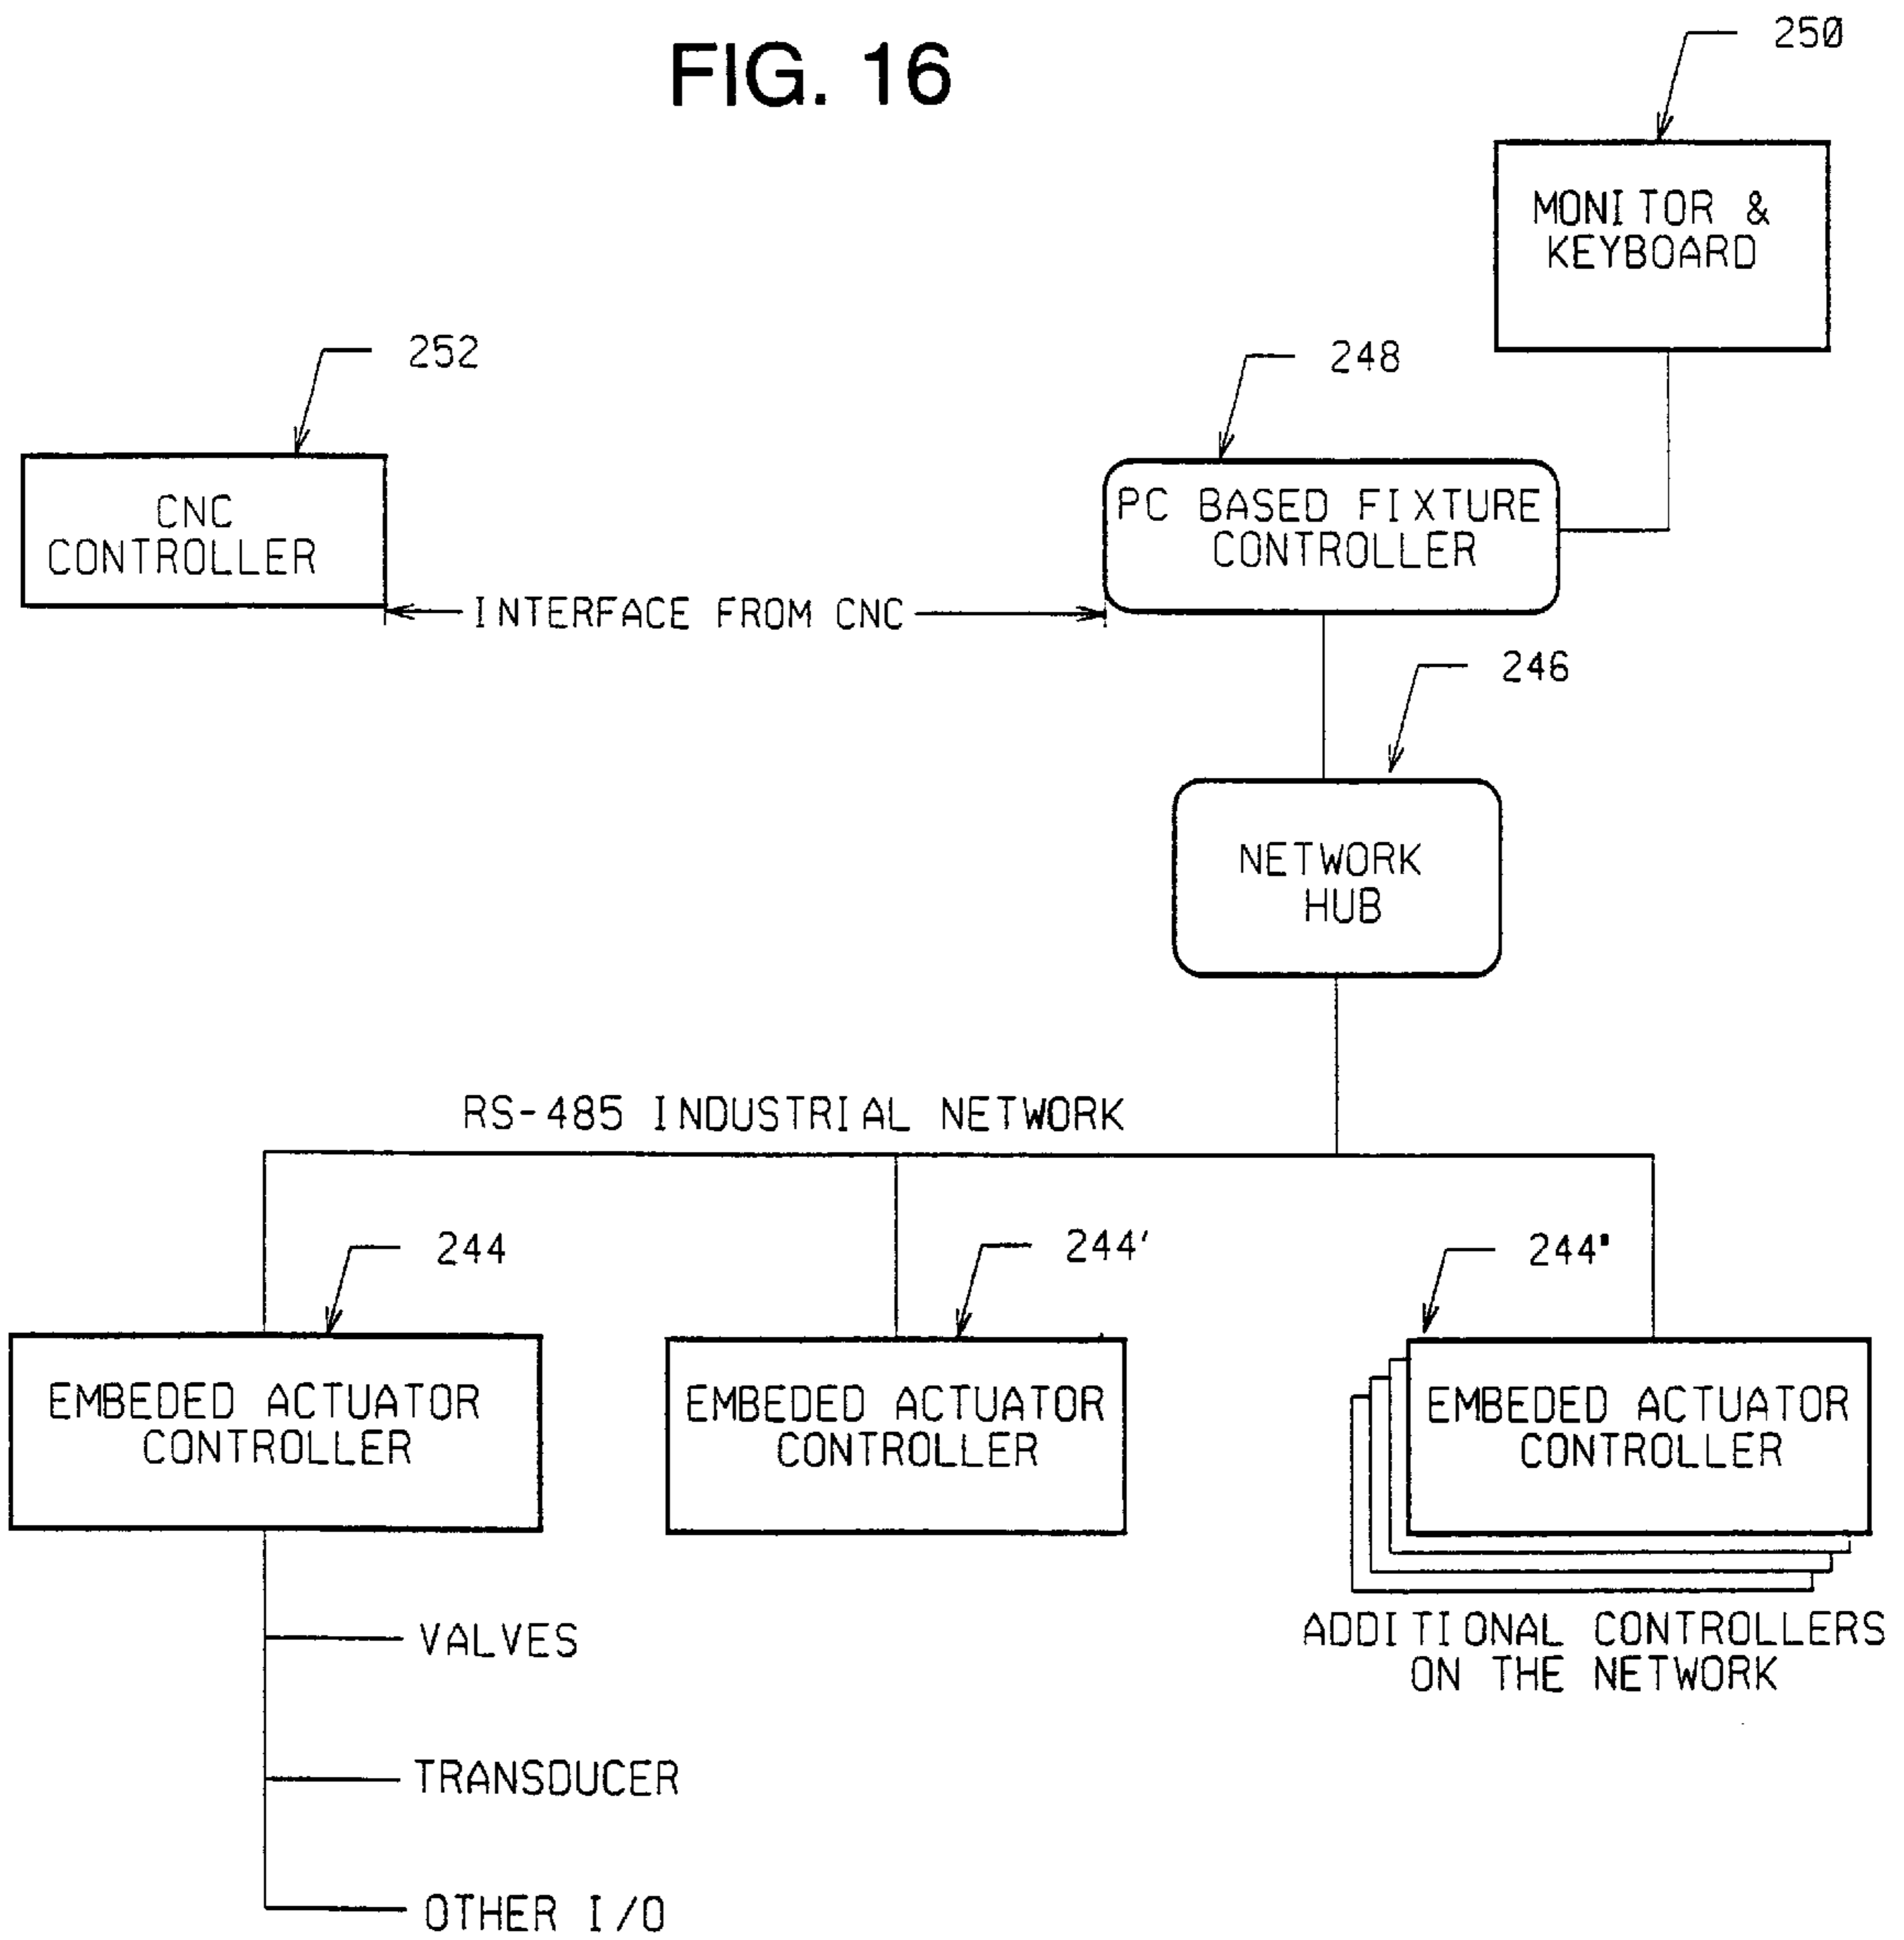 FIG. 16
250
MONITOR &
KEYBOARD
252
248
CNC
CONTROLLER
PC BASED FIXTURE
CONTROLLER
INTERFACE FROM CNC
246
NETWORK
HUB
RS-485 INDUSTRIAL NETWORK
244
244'
244"
EMBEDED ACTUATOR
CONTROLLER
EMBEDED ACTUATOR
CONTROLLER
EMBEDED ACTUATOR
CONTROLLER
ADDITIONAL CONTROLLERS
ON THE NETWORK
VALVES
TRANSDUCER
OTHER I/O